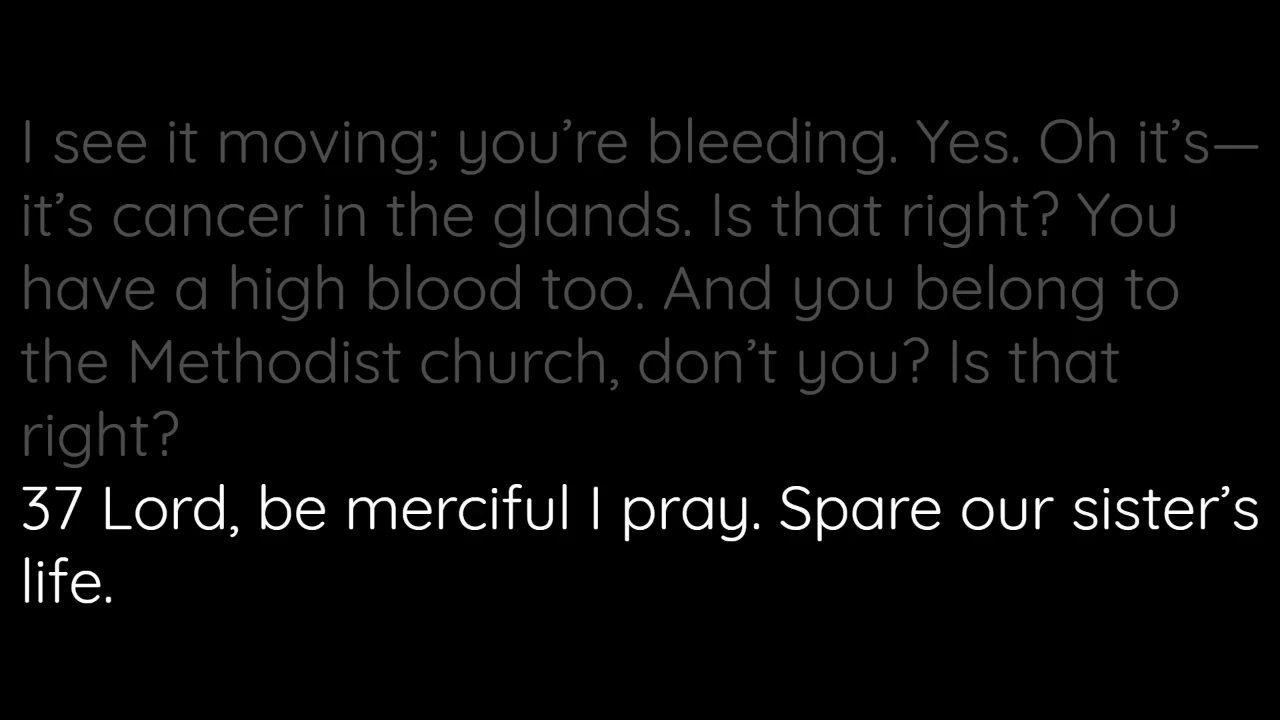 I see it moving; you’re bleeding. Yes. Oh it’s—
it’s cancer in the glands. Is that right? You
have a high blood too. And you belong to
the Methodist church, don’t you? Is that
right?
37 Lord, be merciful I pray. Spare our sister’s
life.